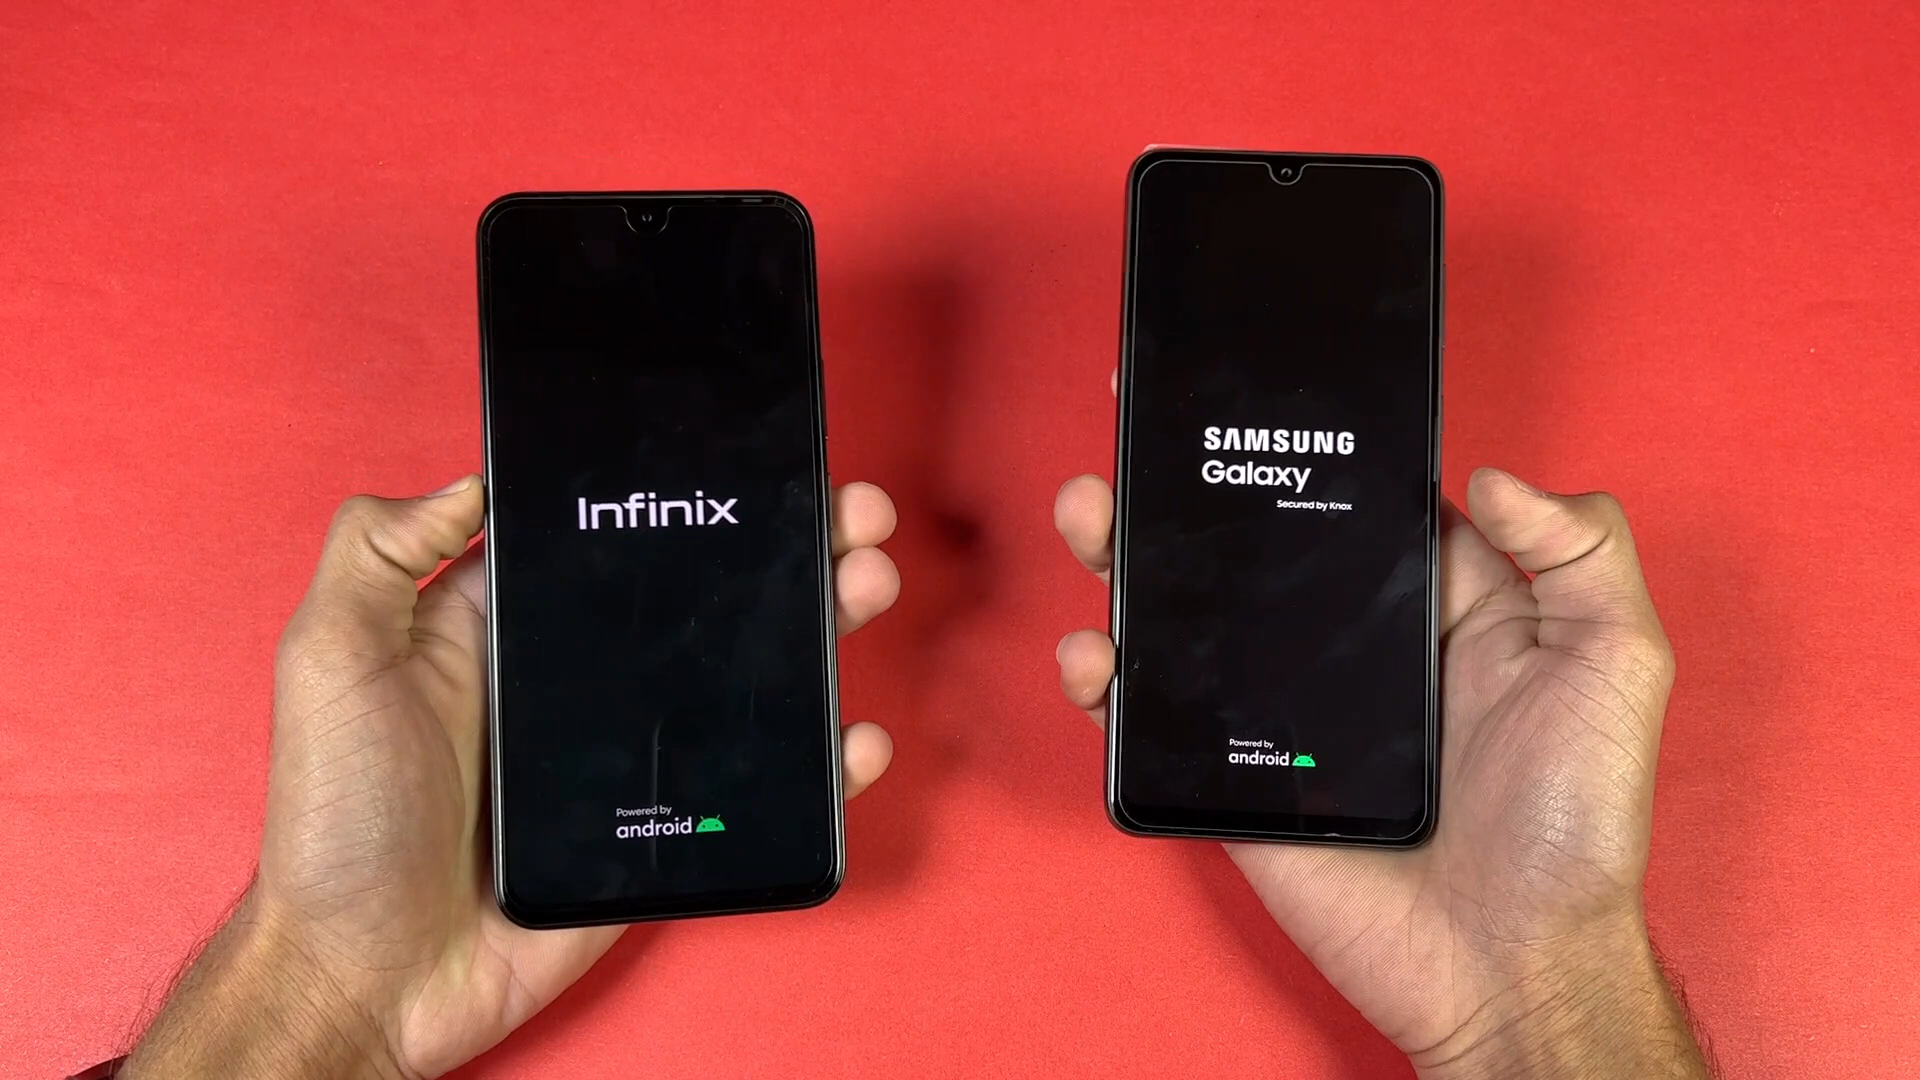 Infinix
Powered by
android
SAMSUNG
Galaxy
Secured by Knox
Powered by
android